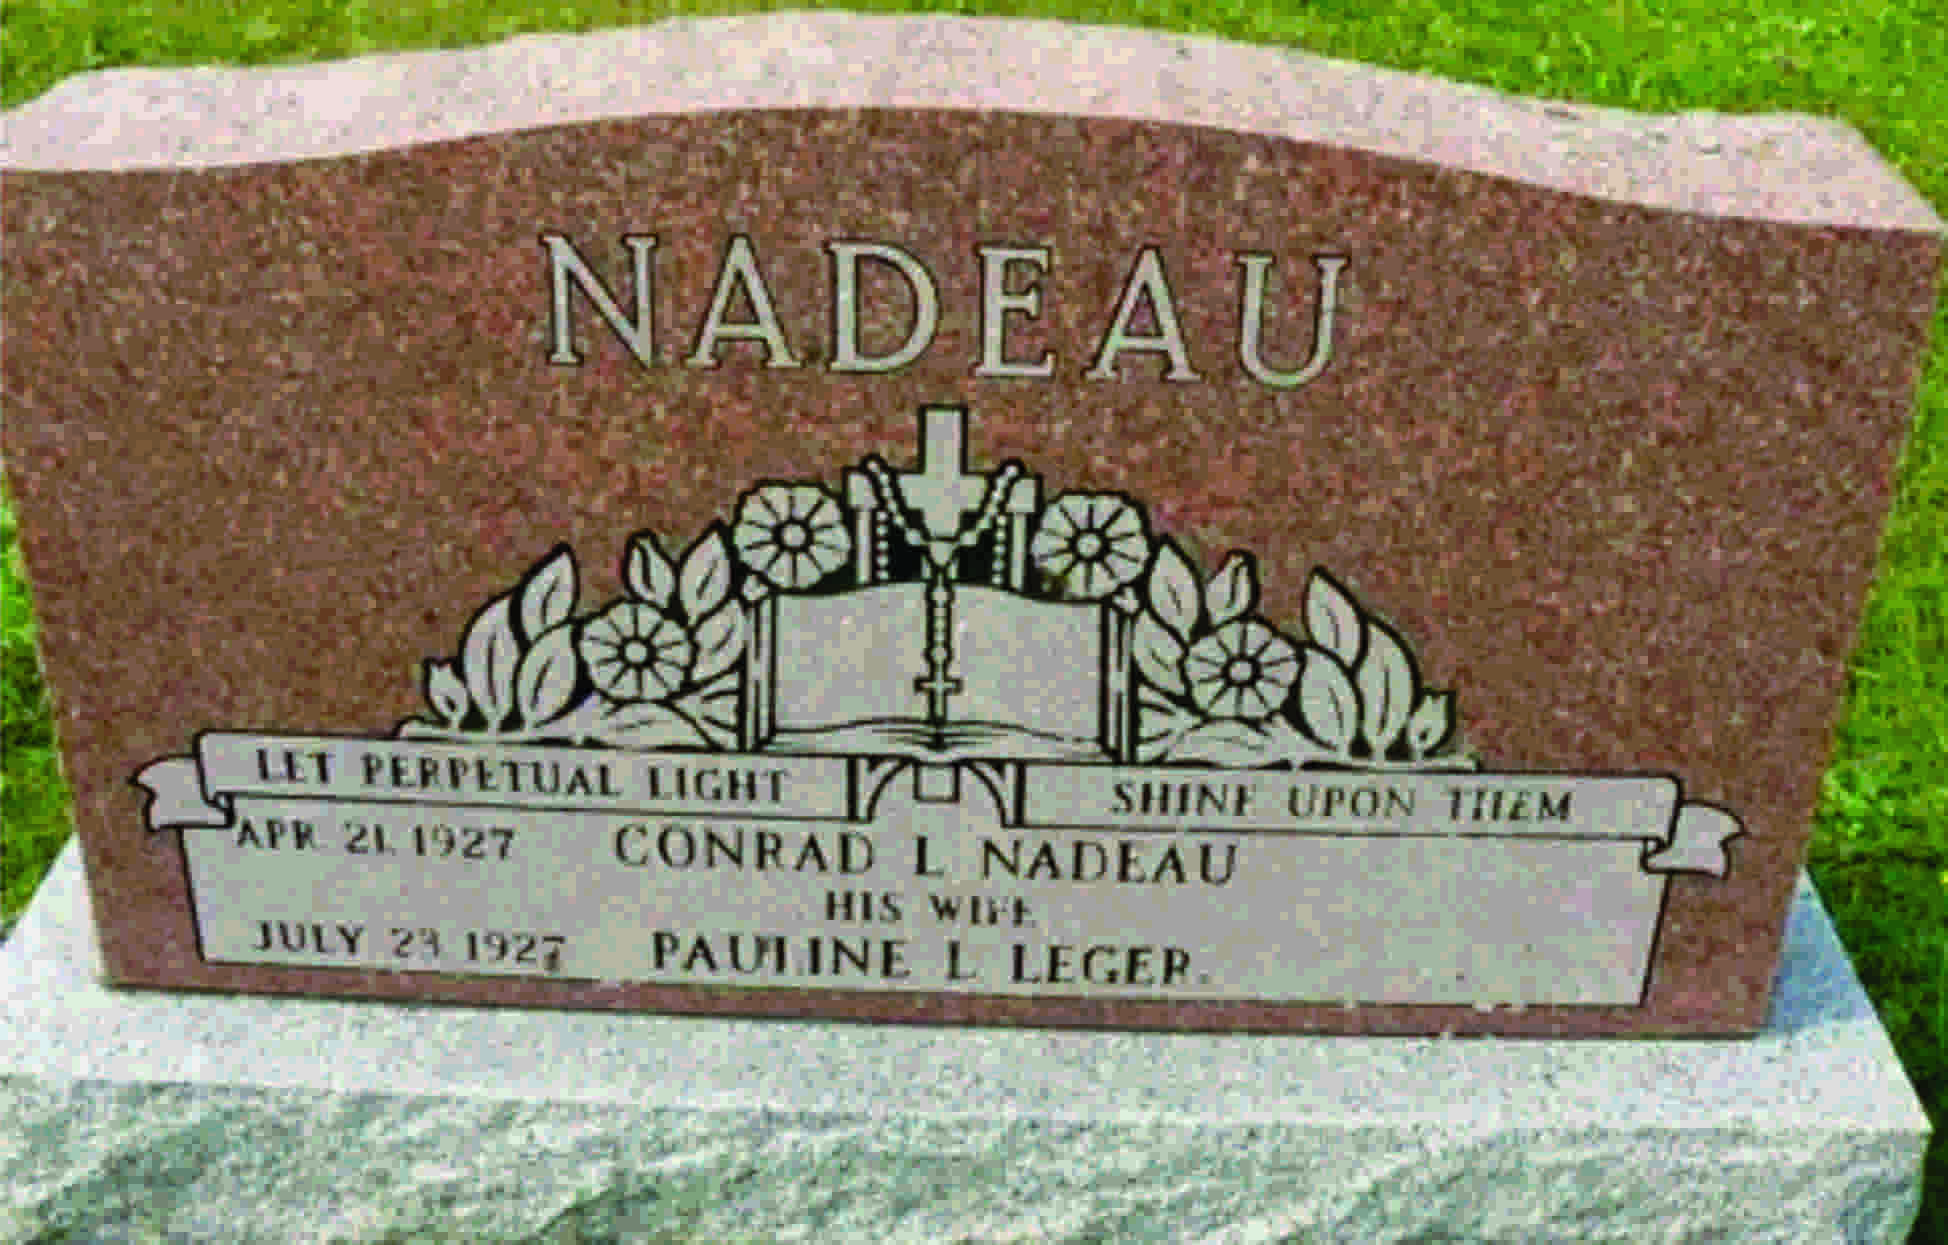 NADEAU
LET PERPETUAL LIGHT SHINE UPON THEM
APR 21. 1927 CONRAD L NADEAU
HIS WIFE
JULY 23 1927 PAULINE L LEGER.